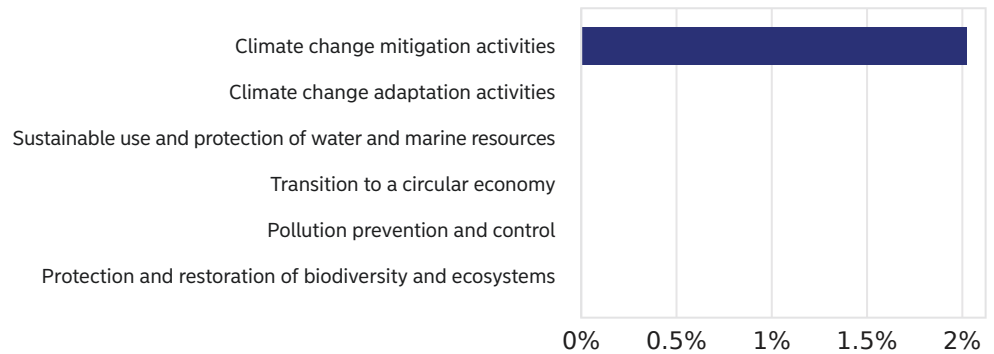 Climate change mitigation activities
Climate change adaptation activities
Sustainable use and protection of water and marine resources
Transition to a circular economy
Pollution prevention and control
Protection and restoration of biodiversity and ecosystems
0% 0.5% 1% 1.5% 2%